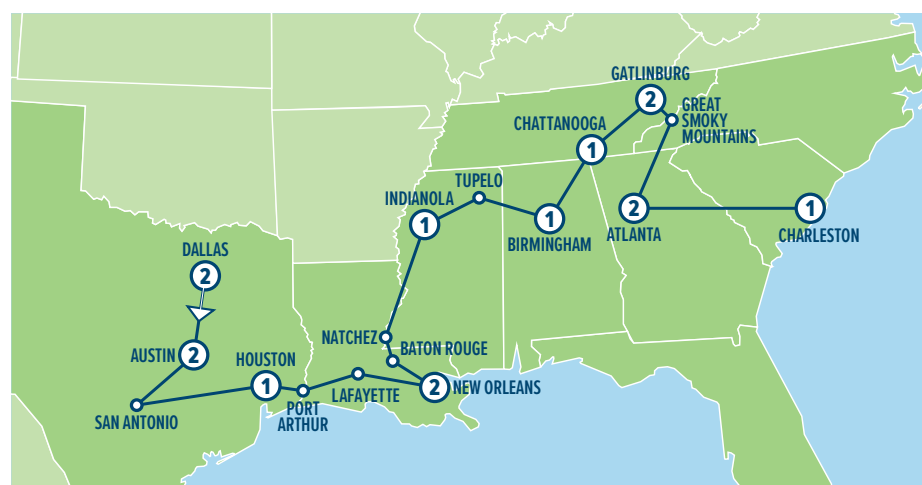 GATLINBURG
2
GREAT
SMOKY
MOUNTAINS
CHATTANOOGA
1
TUPELO
INDIANOLA
1
1
BIRMINGHAM
2
ATLANTA
1
CHARLESTON
DALLAS
2
NATCHEZ
BATON ROUGE
AUSTIN
2
HOUSTON
1
2
NEW ORLEANS
LAFAYETTE
PORT
ARTHUR
SAN ANTONIO